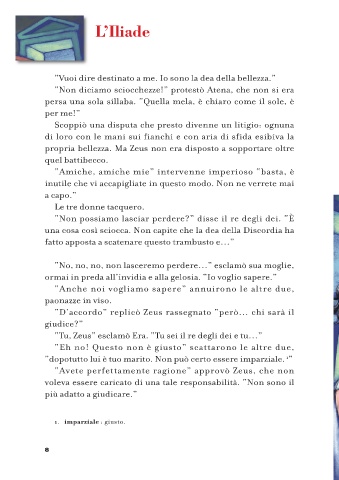 L'Iliade
"Vuoi dire destinato a me. Io sono la dea della bellezza."
"Non diciamo sciocchezze!" protestò Atena, che non si era
persa una sola sillaba. "Quella mela, è chiaro come il sole, è
per me!"
Scoppiò una disputa che presto divenne un litigio: ognuna
di loro con le mani sui fianchi e con aria di sfida esibiva la
propria bellezza. Ma Zeus non era disposto a sopportare oltre
quel battibecco.
"Amiche, amiche mie" intervenne imperioso "basta, è
inutile che vi accapigliate in questo modo. Non ne verrete mai
a capo."
Le tre donne tacquero.
"Non possiamo lasciar perdere?" disse il re degli dei. "È
una cosa così sciocca. Non capite che la dea della Discordia ha
fatto apposta a scatenare questo trambusto e..."
"No, no, no, non lasceremo perdere..." esclamò sua moglie,
ormai in preda all'invidia e alla gelosia. "Io voglio sapere."
"Anche noi vogliamo sapere" annuirono le altre due,
paonazze in viso.
"D'accordo" replicò Zeus rassegnato "però... chi sarà il
giudice?"
"Tu, Zeus" esclamò Era. "Tu sei il re degli dei e tu..."
"Eh no! Questo non è giusto" scattarono le altre due,
"dopotutto lui è tuo marito. Non può certo essere imparziale. ¹"
"Avete perfettamente ragione" approvò Zeus, che non
voleva essere caricato di una tale responsabilità. "Non sono il
più adatto a giudicare."
1. imparziale : giusto.
8